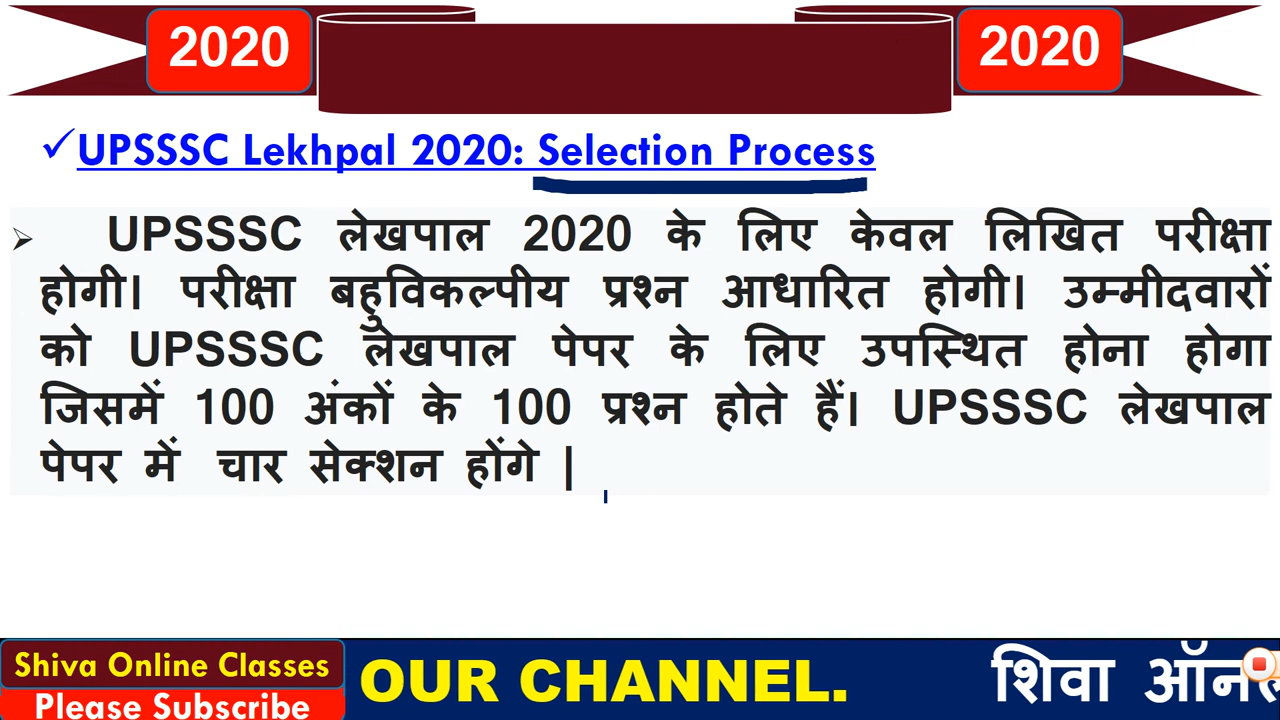 2020
2020
UPSSSC Lekhpal 2020: Selection Process
UPSSSC लेखपाल 2020 के लिए केवल लिखित परीक्षा
होगी। परीक्षा बहुविकल्पीय प्रश्न आधारित होगी। उम्मीदवारों
को UPSSSC लेखपाल पेपर के लिए उपस्थित होना होगा
जिसमें 100 अंकों के 100 प्रश्न होते हैं। UPSSSC लेखपाल
पेपर में चार सेक्शन होंगे |
Shiva Online Classes
Please Subscribe
OUR CHANNEL. शिवा